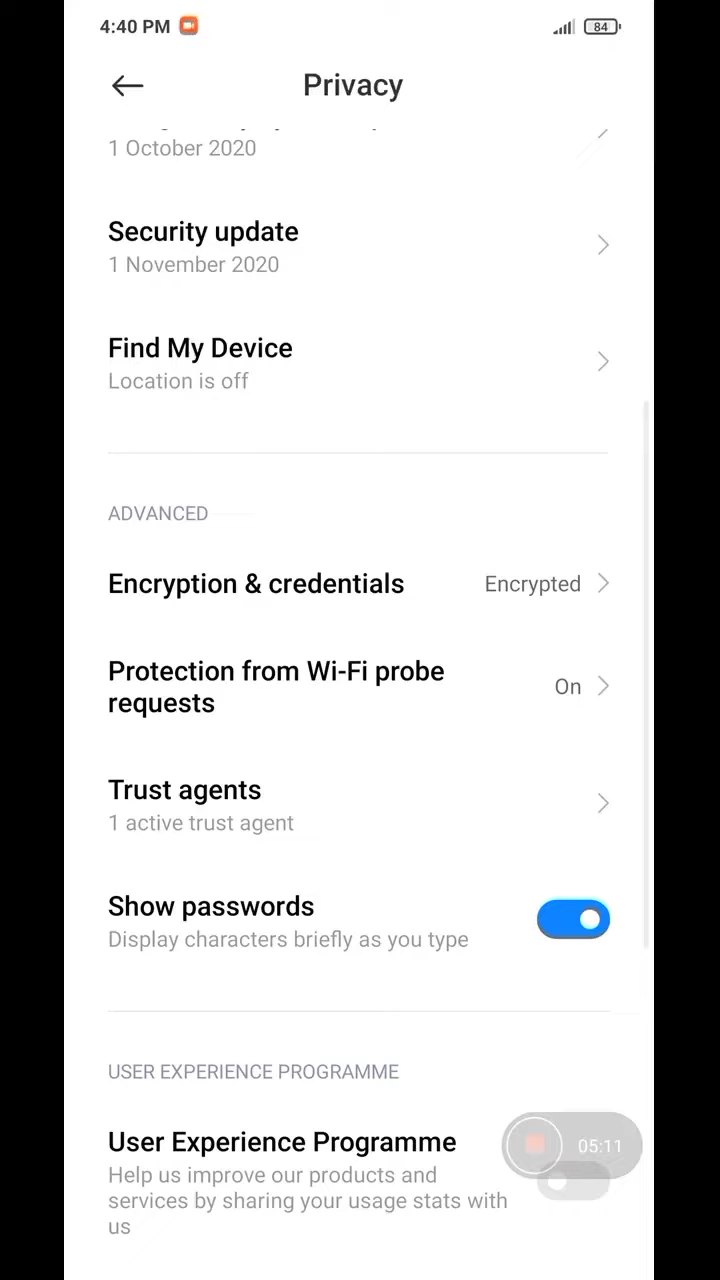 4:40 PM
84
Privacy
1 October 2020
Security update
1 November 2020
Find My Device
Location is off
ADVANCED
Encryption & credentials
Encrypted
Protection from Wi-Fi probe
requests
On
Trust agents
1 active trust agent
Show passwords
Display characters briefly as you type
USER EXPERIENCE PROGRAMME
User Experience Programme
05:11
Help us improve our products and
services by sharing your usage stats with
us